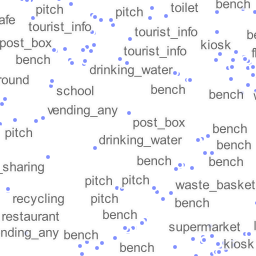 pitch
pitch
toilet
bench
afe
tourist_info
tourist_info
post_box
be
kiosk
tourist_info
bench
drinking_water
round
school
bench
bench
vending_any
pitch
post_box
bench
drinking_water
bench
bench
bench
_sharing
pitch
pitch
waste_basket
recycling
pitch
bench
restaurant
bench
supermarket
nding_any
bench
bench
kiosk